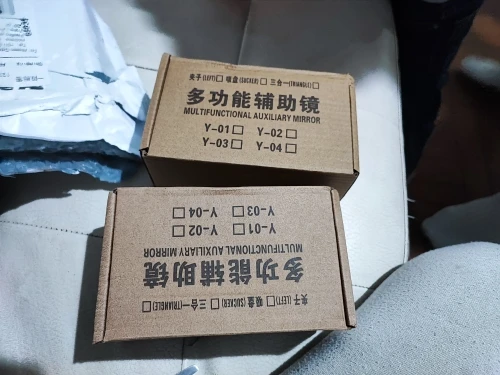 夹子(LEFT)□ 吸盘(SUCKER)□ 三合一(TRIANGLE)□
多功能辅助镜
MULTIFUNCTIONAL AUXILIARY MIRROR
Y-01□ Y-02□
Y-03□ Y-04□
夹子(LEFT)□ 吸盘(SUCKER)□ 三合一(TRIANGLE)□
多功能辅助镜
MULTIFUNCTIONAL AUXILIARY MIRROR
Y-01□ Y-02□
Y-03□ Y-04□